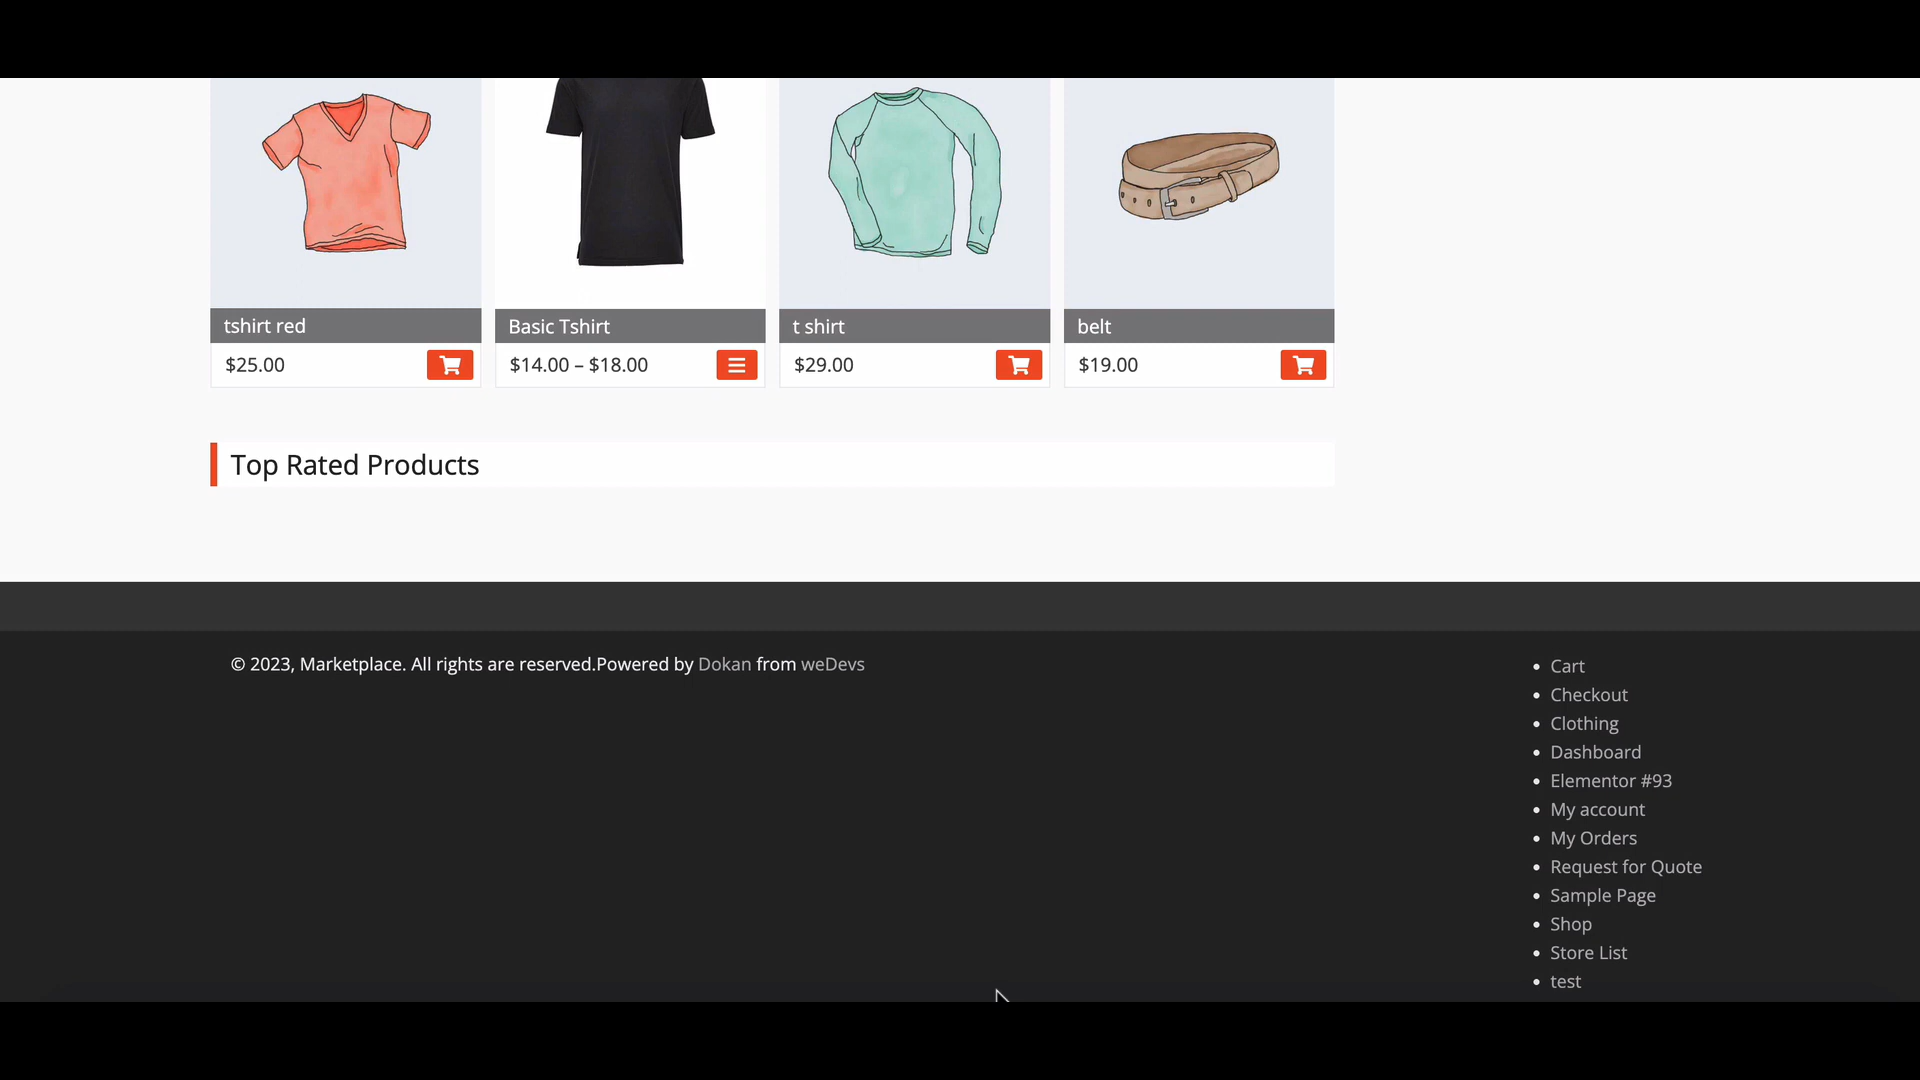 tshirt red
$25.00
Basic Tshirt
$14.00 – $18.00
t shirt
$29.00
belt
$19.00
Top Rated Products
© 2023, Marketplace. All rights are reserved.Powered by Dokan from weDevs
Cart
Checkout
Clothing
Dashboard
Elementor #93
My account
My Orders
Request for Quote
Sample Page
Shop
Store List
test